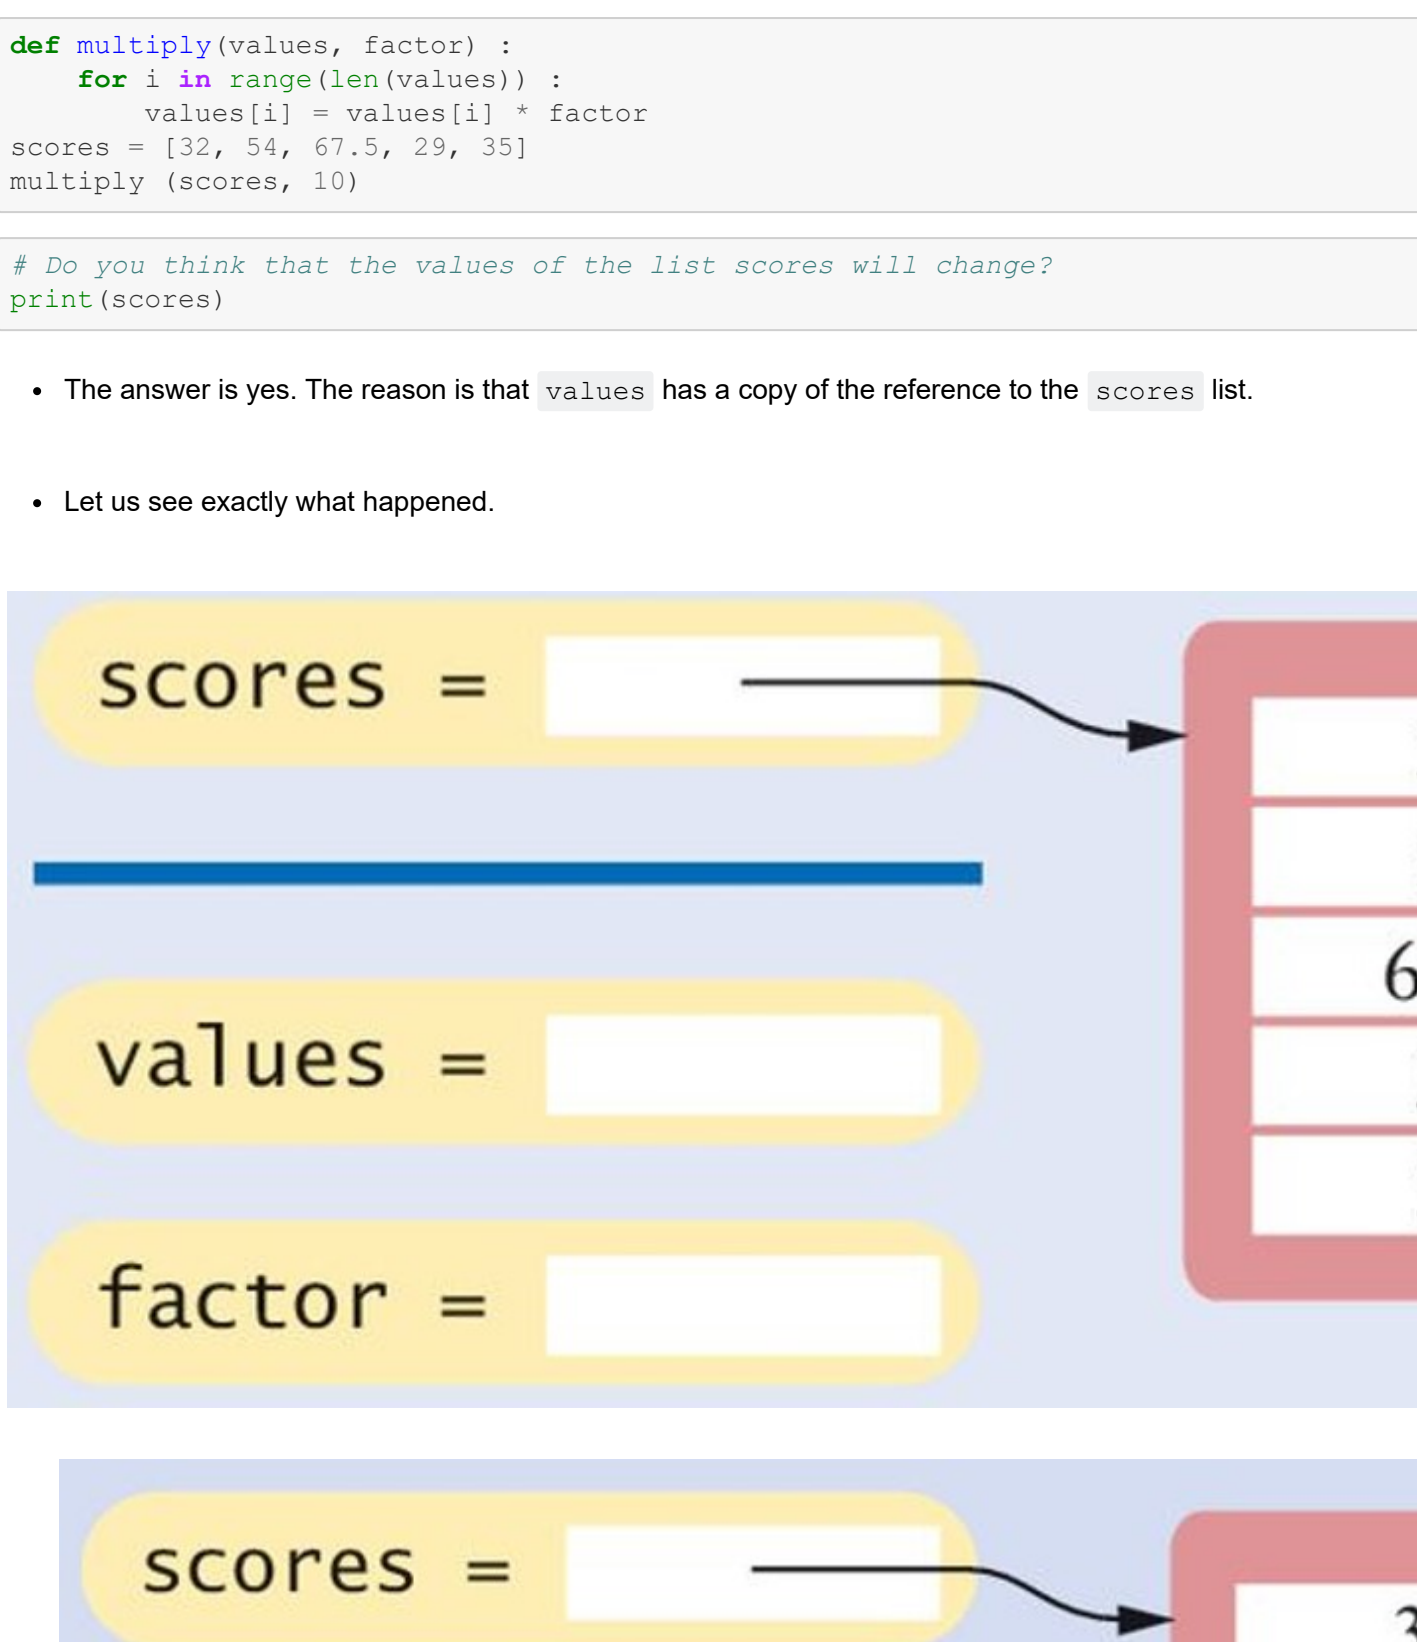 def multiply(values, factor) :
    for i in range(len(values)) :
        values[i] = values[i] * factor
scores = [32, 54, 67.5, 29, 35]
multiply (scores, 10)
# Do you think that the values of the list scores will change?
print(scores)
• The answer is yes. The reason is that values has a copy of the reference to the scores list.
• Let us see exactly what happened.
scores =
6
values =
factor =
scores =
3